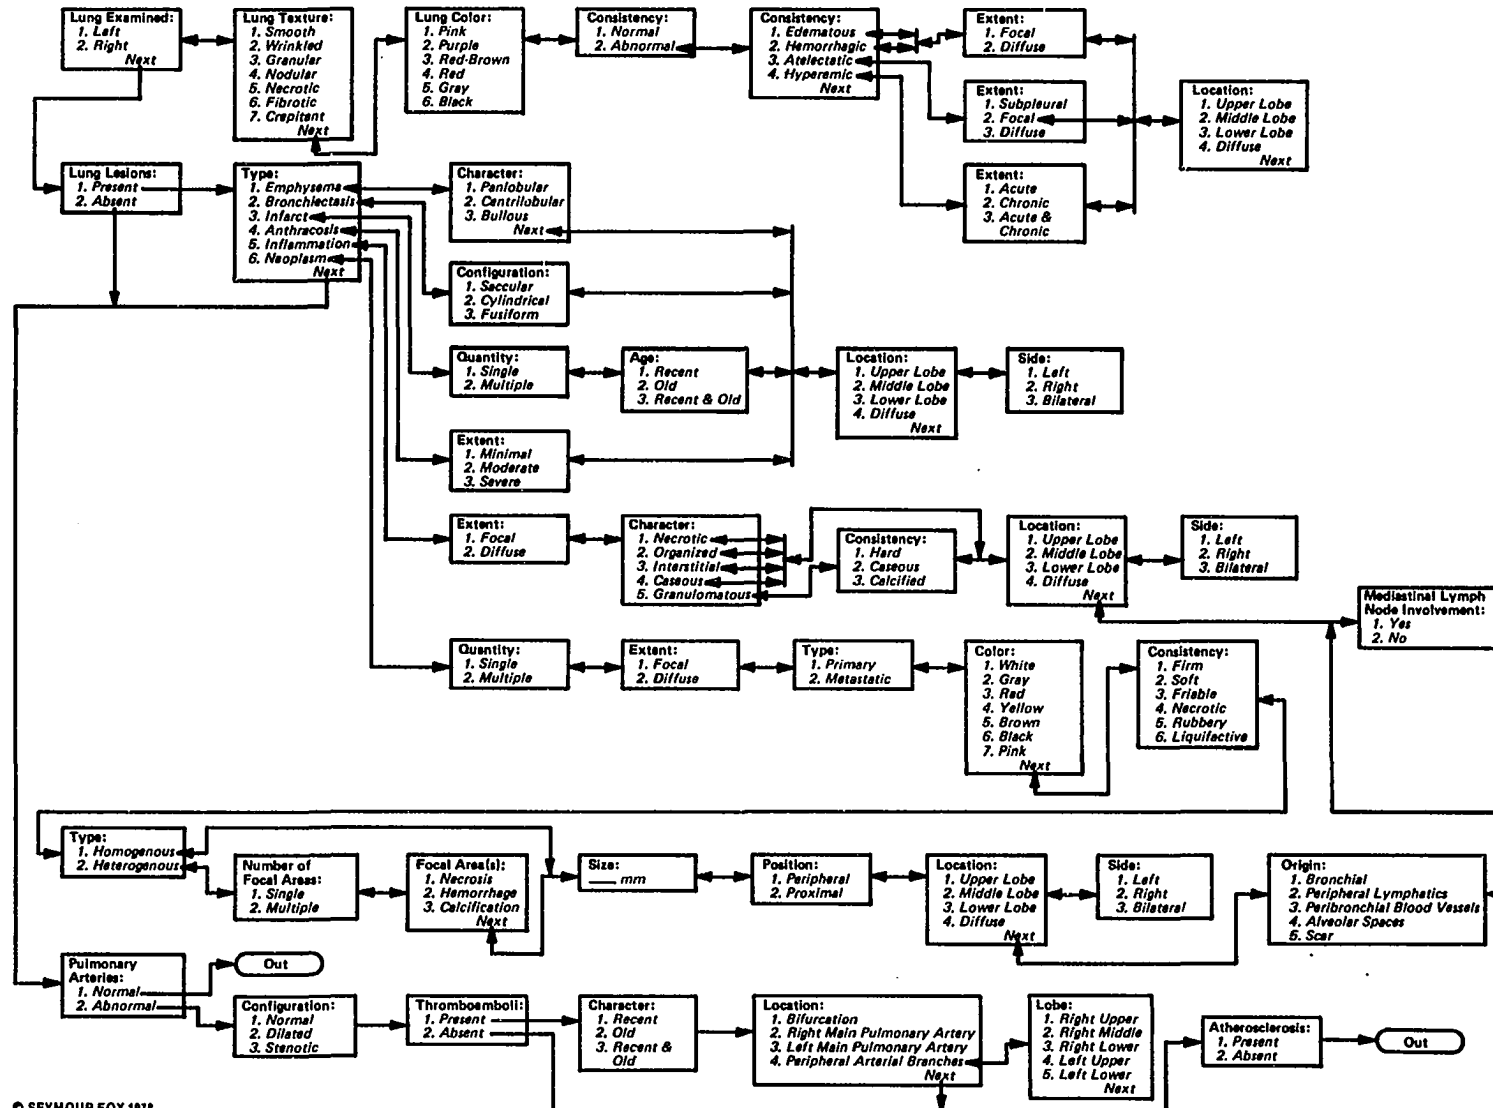 Lung Examined:
1. Left
2. Right
Next
Lung Texture:
1. Smooth
2. Wrinkled
3. Granular
4. Nodular
5. Necrotic
6. Fibrotic
7. Crepitant
Next
Lung Color:
1. Pink
2. Purple
3. Red-Brown
4. Red
5. Gray
6. Black
Consistency:
1. Normal
2. Abnormal
Consistency:
1. Edematous
2. Hemorrhagic
3. Atelectatic
4. Hyperemic
Next
Extent:
1. Focal
2. Diffuse
Extent:
1. Subpleural
2. Focal
3. Diffuse
Extent:
1. Acute
2. Chronic
3. Acute &
Chronic
Location:
1. Upper Lobe
2. Middle Lobe
3. Lower Lobe
4. Diffuse
Next
Lung Lesions:
1. Present
2. Absent
Type:
1. Emphysema
2. Bronchiectasis
3. Infarct
4. Anthracosis
5. Inflammation
6. Neoplasm
Next
Character:
1. Panlobular
2. Centrilobular
3. Bullous
Next
Configuration:
1. Saccular
2. Cylindrical
3. Fusiform
Quantity:
1. Single
2. Multiple
Age:
1. Recent
2. Old
3. Recent & Old
Location:
1. Upper Lobe
2. Middle Lobe
3. Lower Lobe
4. Diffuse
Next
Side:
1. Left
2. Right
3. Bilateral
Extent:
1. Minimal
2. Moderate
3. Severe
Extent:
1. Focal
2. Diffuse
Character:
1. Necrotic
2. Organized
3. Interstitial
4. Caseous
5. Granulomatous
Consistency:
1. Hard
2. Caseous
3. Calcified
Location:
1. Upper Lobe
2. Middle Lobe
3. Lower Lobe
4. Diffuse
Next
Side:
1. Left
2. Right
3. Bilateral
Mediastinal Lymph
Node Involvement:
1. Yes
2. No
Quantity:
1. Single
2. Multiple
Extent:
1. Focal
2. Diffuse
Type:
1. Primary
2. Metastatic
Color:
1. White
2. Gray
3. Red
4. Yellow
5. Brown
6. Black
7. Pink
Next
Consistency:
1. Firm
2. Soft
3. Friable
4. Necrotic
5. Rubbery
6. Liquifactive
Type:
1. Homogenous
2. Heterogenous
Number of
Focal Areas:
1. Single
2. Multiple
Focal Area(s):
1. Necrosis
2. Hemorrhage
3. Calcification
Next
Size:
___ mm
Position:
1. Peripheral
2. Proximal
Location:
1. Upper Lobe
2. Middle Lobe
3. Lower Lobe
4. Diffuse
Next
Side:
1. Left
2. Right
3. Bilateral
Origin:
1. Bronchial
2. Peripheral Lymphatics
3. Peribronchial Blood Vessels
4. Alveolar Spaces
5. Scar
Pulmonary
Arteries:
1. Normal
2. Abnormal
Out
Configuration:
1. Normal
2. Dilated
3. Stenotic
Thromboemboli:
1. Present
2. Absent
Character:
1. Recent
2. Old
3. Recent &
Old
Location:
1. Bifurcation
2. Right Main Pulmonary Artery
3. Left Main Pulmonary Artery
4. Peripheral Arterial Branches
Next
Lobe:
1. Right Upper
2. Right Middle
3. Right Lower
4. Left Upper
5. Left Lower
Next
Atherosclerosis:
1. Present
2. Absent
Out
© SEYMOUR FOX 1978